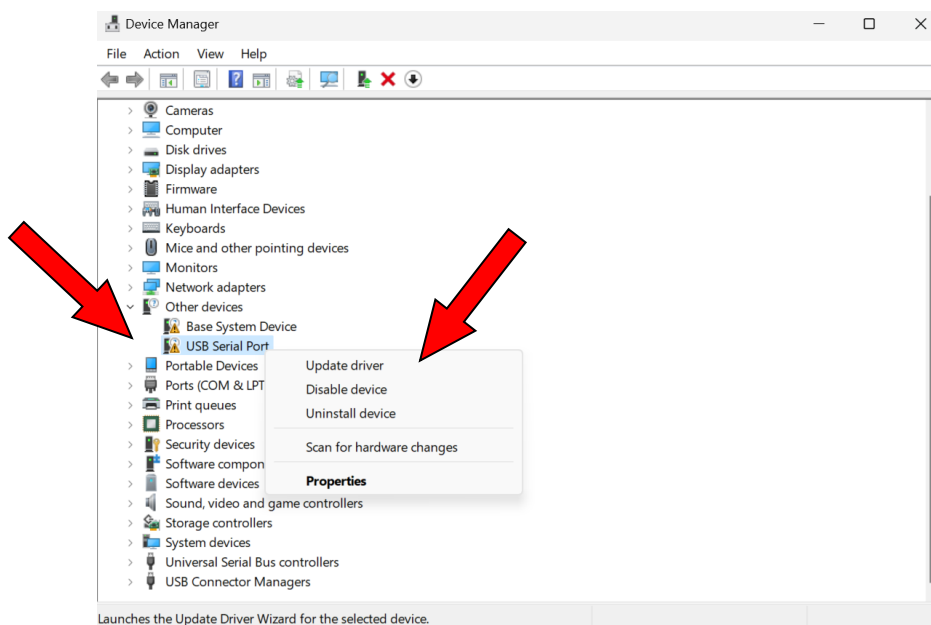 Device Manager
File Action View Help
Cameras
Computer
Disk drives
Display adapters
Firmware
Human Interface Devices
Keyboards
Mice and other pointing devices
Monitors
Network adapters
Other devices
Base System Device
USB Serial Port
Portable Devices
Update driver
Ports (COM & LPT
Disable device
Print queues
Uninstall device
Processors
Security devices
Scan for hardware changes
Software compon
Software devices
Properties
Sound, video and game controllers
Storage controllers
System devices
Universal Serial Bus controllers
USB Connector Managers
Launches the Update Driver Wizard for the selected device.